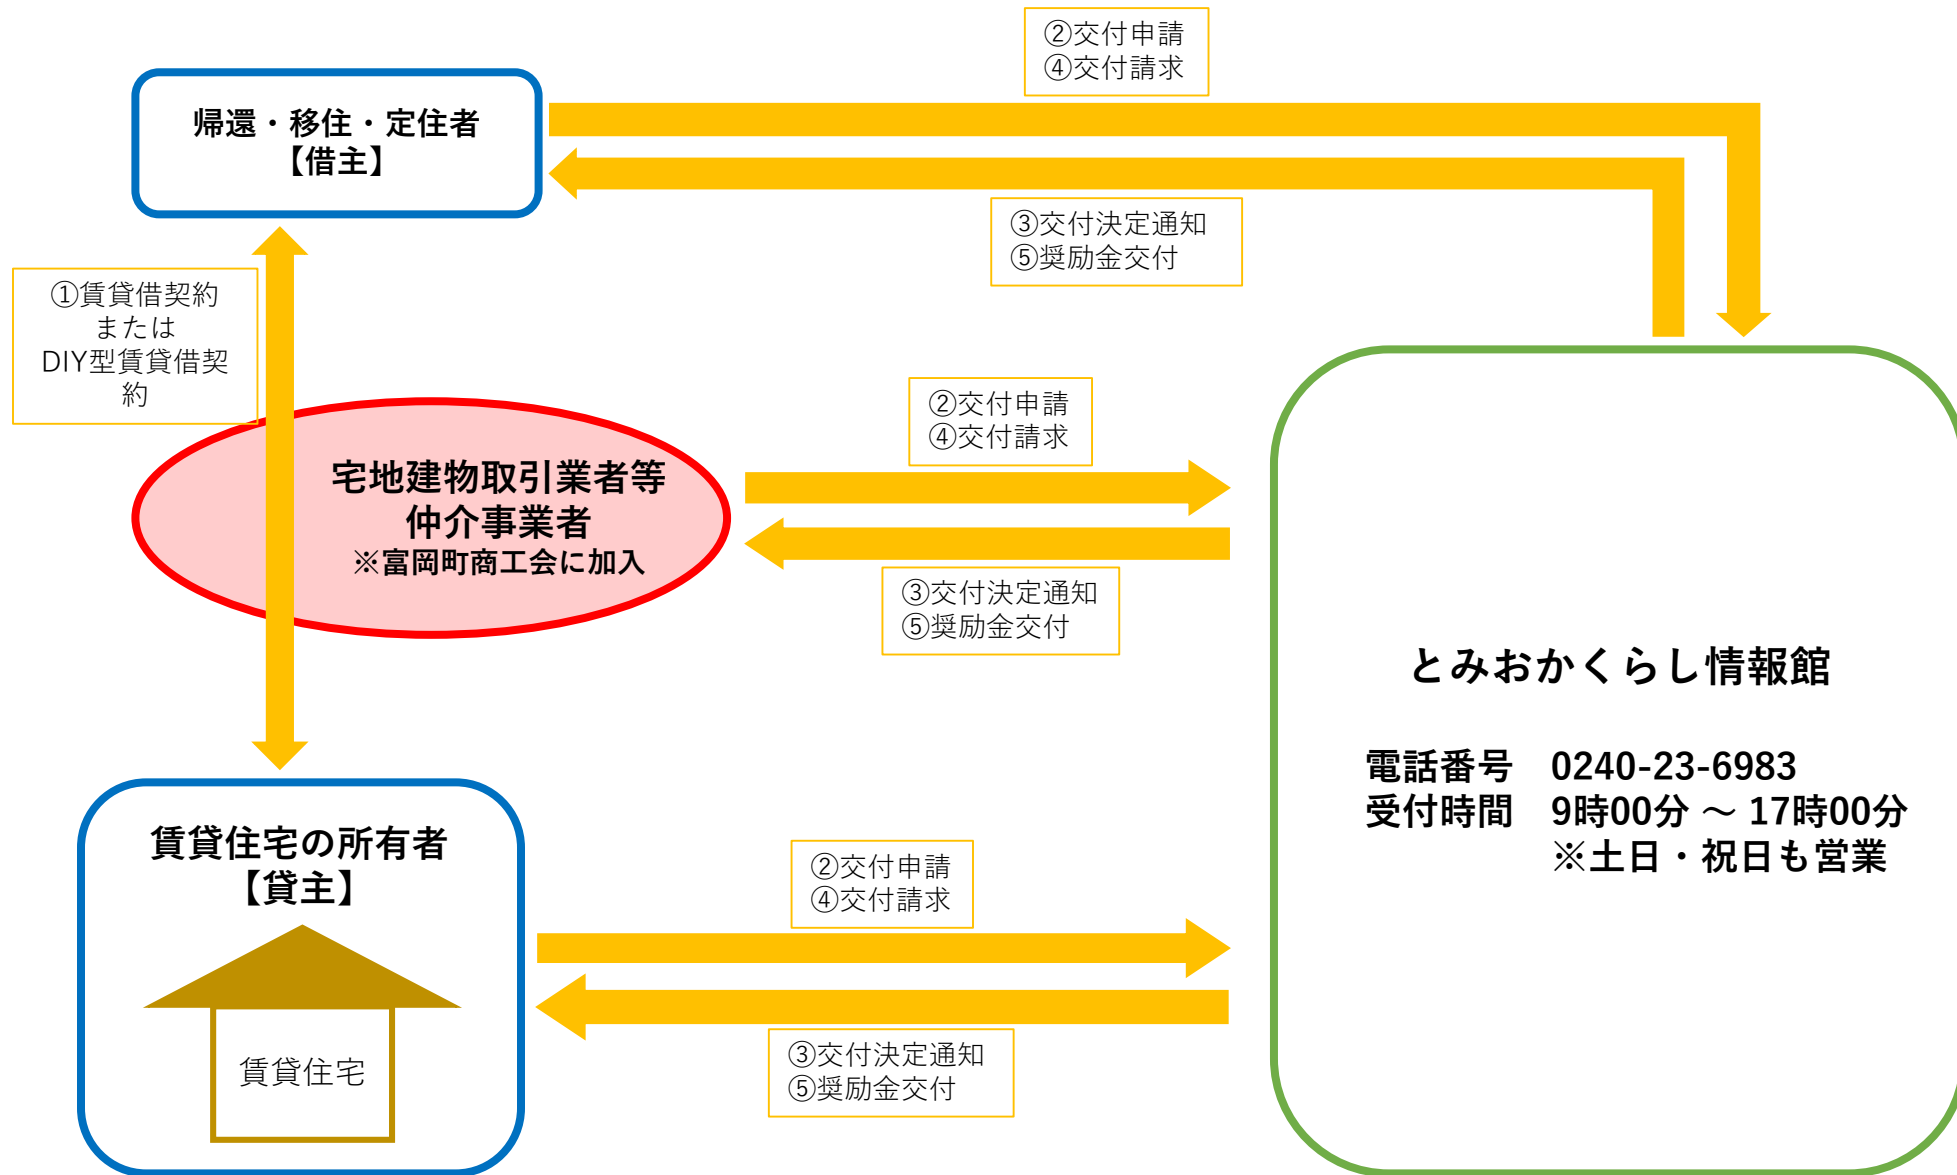 ②交付申請
④交付請求
帰還・移住・定住者
【借主】
③交付決定通知
⑤奨励金交付
①賃貸借契約
または
DIY型賃貸借契
約
②交付申請
④交付請求
宅地建物取引業者等
仲介事業者
※富岡町商工会に加入
③交付決定通知
⑤奨励金交付
とみおかくらし情報館
電話番号　0240-23-6983
受付時間　9時00分 ～ 17時00分
※土日・祝日も営業
賃貸住宅の所有者
【貸主】
②交付申請
④交付請求
③交付決定通知
⑤奨励金交付
賃貸住宅